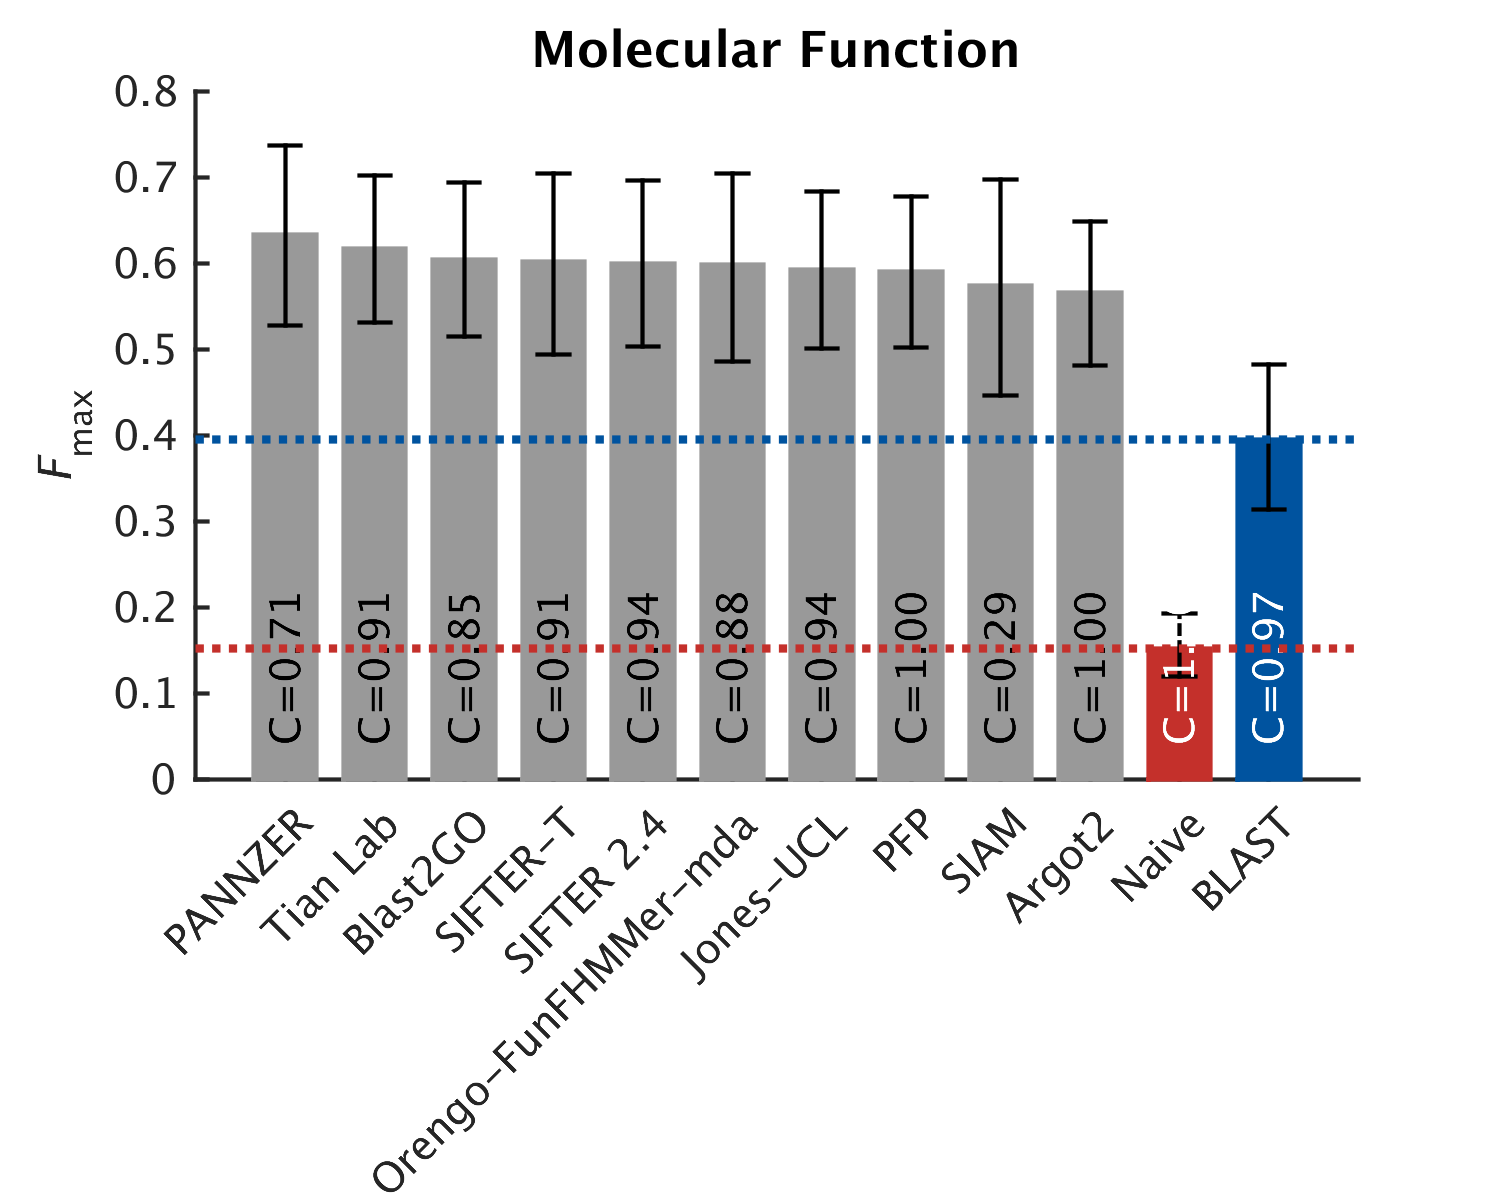 Molecular Function
0.8
0.7
0.6
0.5
0.4
0.3
0.2
0.1
0
Fmax
C=0.71
C=0.91
C=0.85
C=0.91
C=0.94
C=0.88
C=0.94
C=1.00
C=0.29
C=1.00
C=1.
C=0.97
PANNZER
Tian Lab
Blast2GO
SIFTER-T
SIFTER 2.4
Orengo-FunFHMMer-mda
Jones-UCL
PFP
SIAM
Argot2
Naive
BLAST